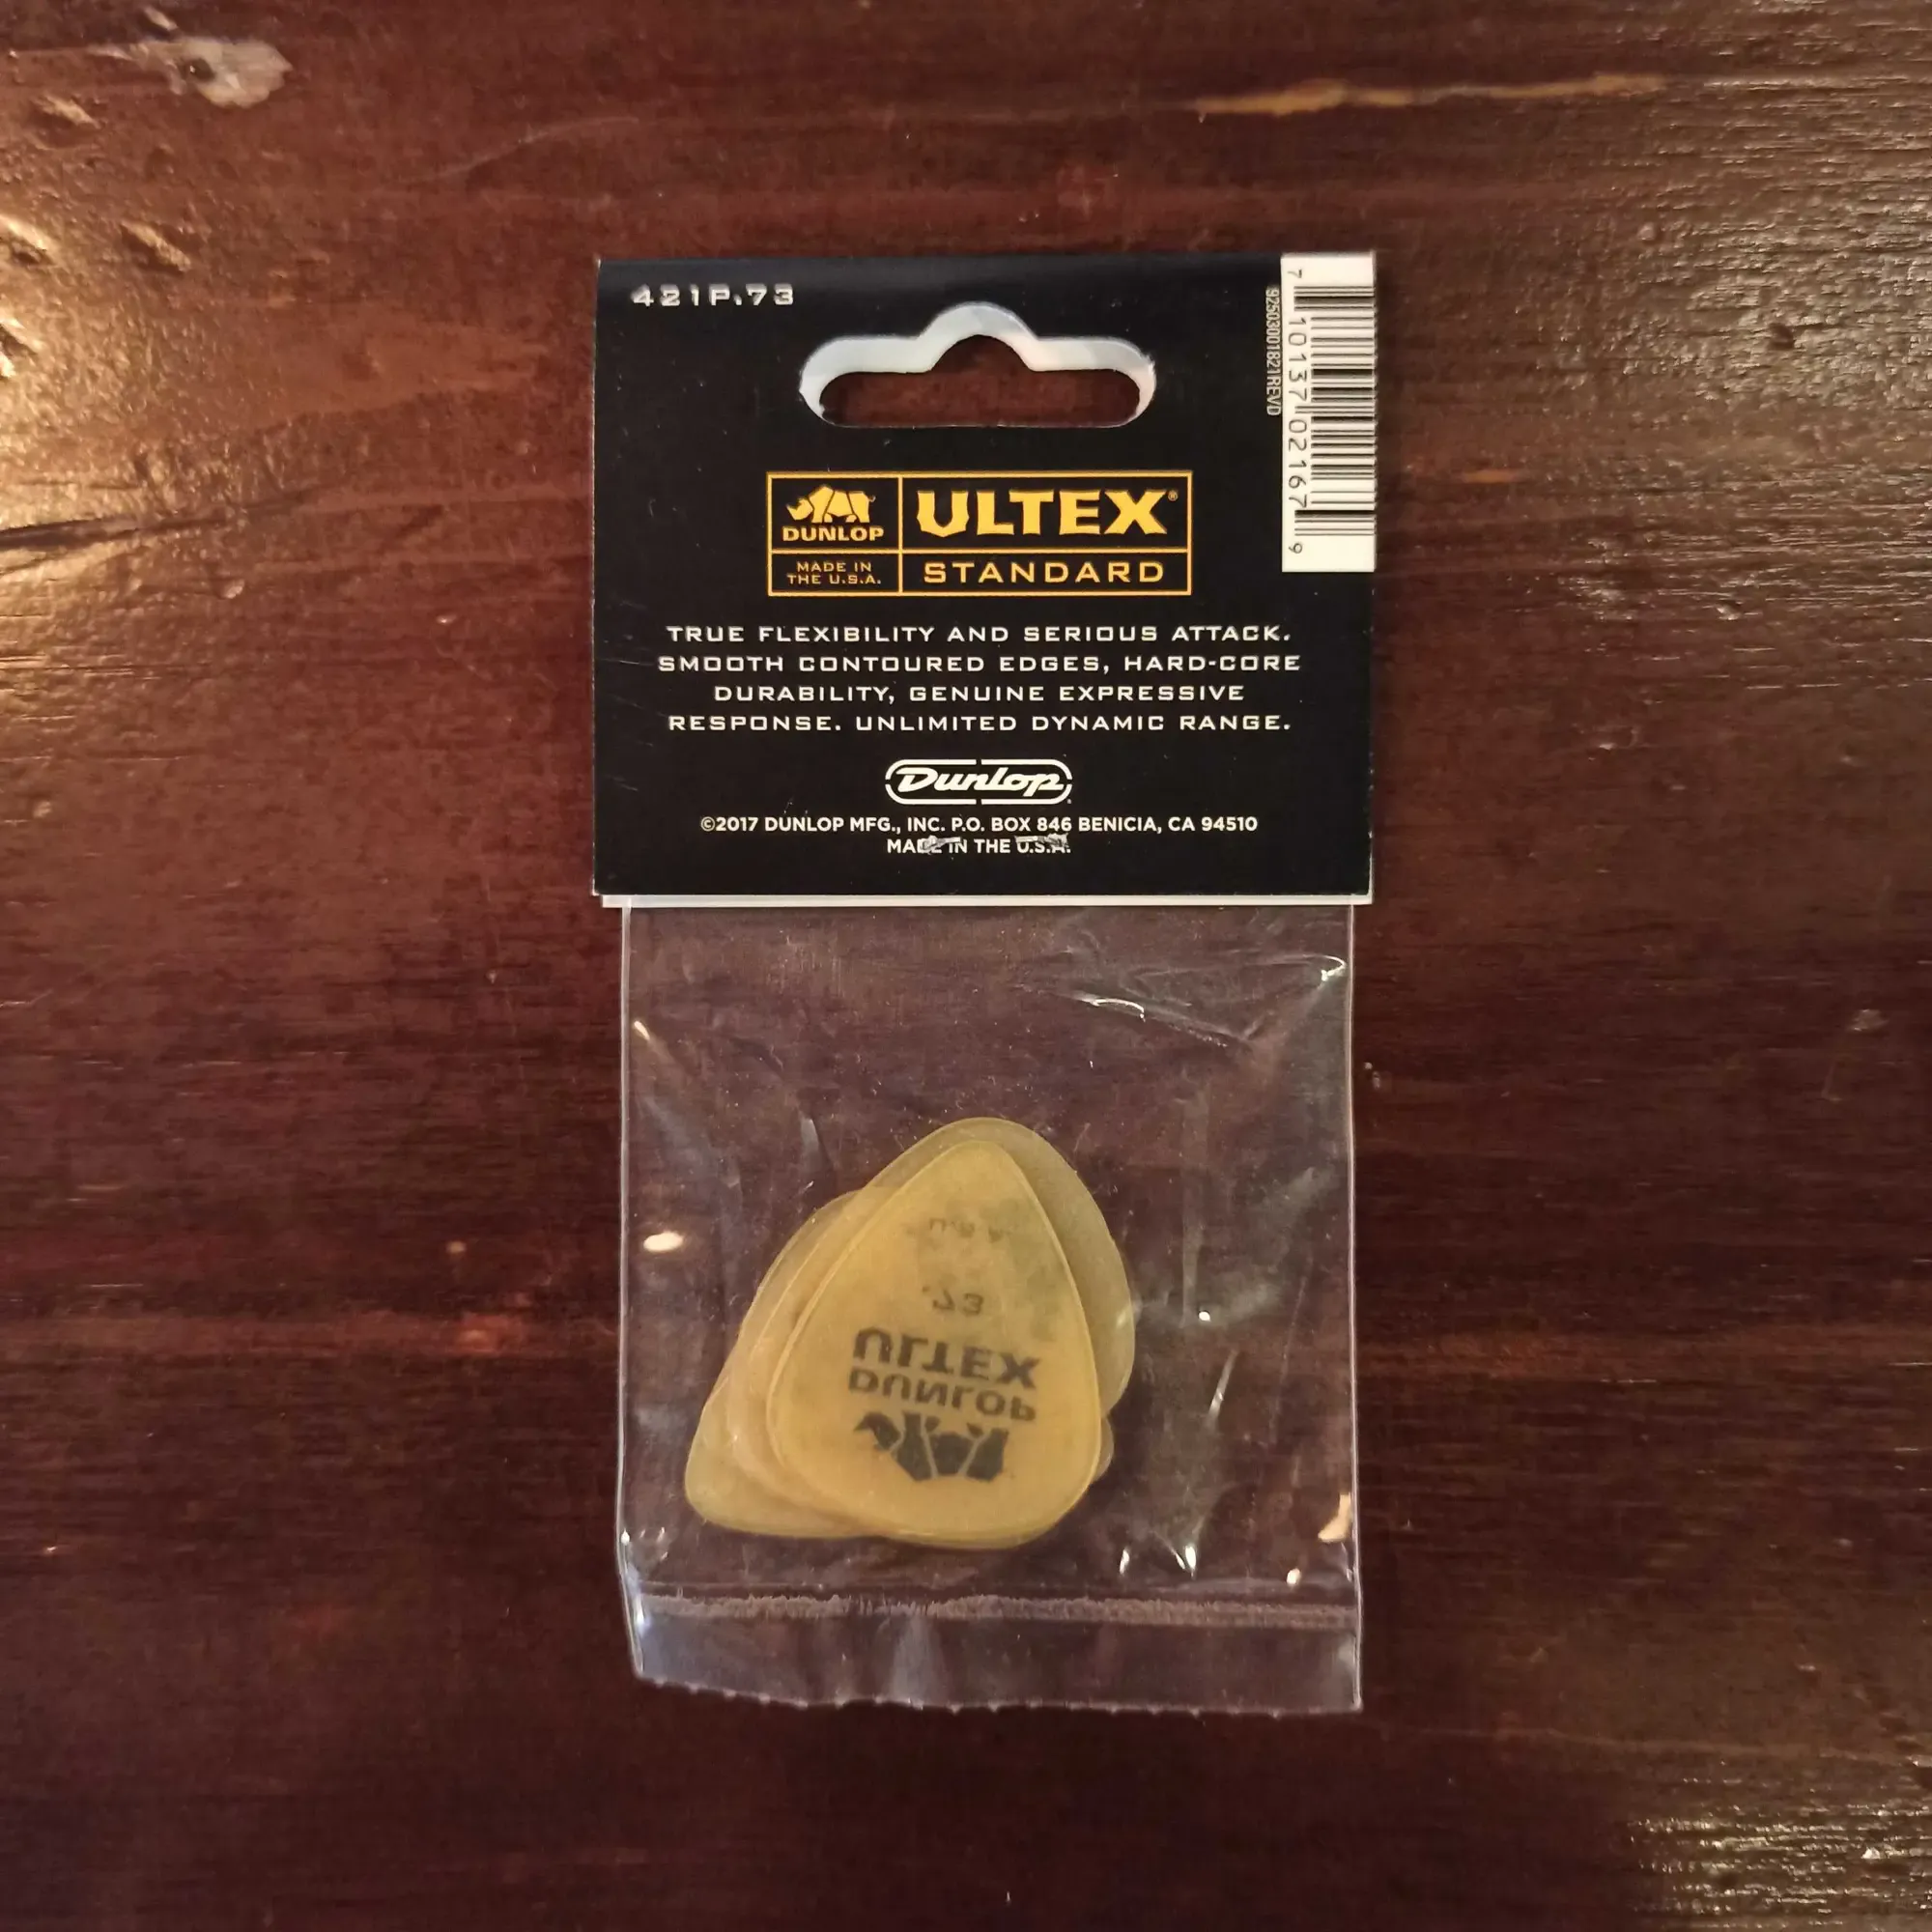 421P.73
7 10137 02167 9
92503001821REVD
DUNLOP
ULTEX®
MADE IN
THE U.S.A.
STANDARD
TRUE FLEXIBILITY AND SERIOUS ATTACK.
SMOOTH CONTOURED EDGES, HARD-CORE
DURABILITY, GENUINE EXPRESSIVE
RESPONSE. UNLIMITED DYNAMIC RANGE.
Dunlop
©2017 DUNLOP MFG., INC. P.O. BOX 846 BENICIA, CA 94510
MADE IN THE U.S.A.
U.S.A.
.73
ULTEX
DUNLOP